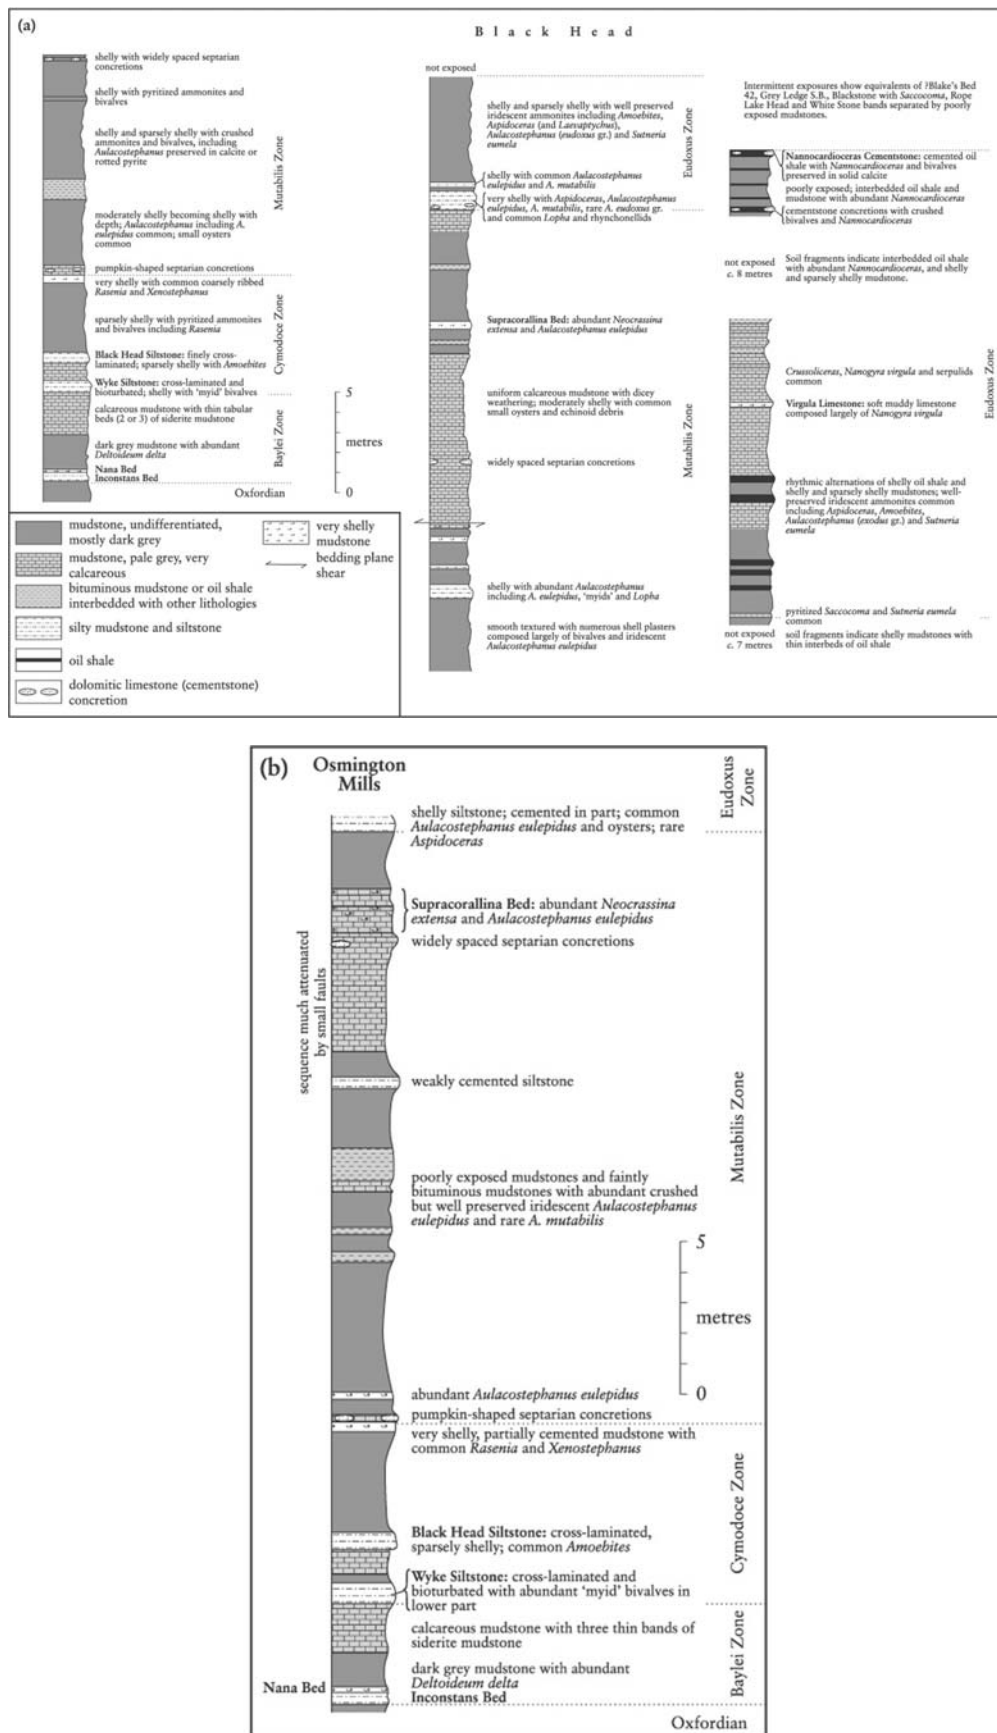 (a)
Black Head
shelly with widely spaced septarian
concretions
shelly with pyritized ammonites and
bivalves
shelly and sparsely shelly with crushed
ammonites and bivalves, including
Aulacostephanus preserved in calcite or
rotted pyrite
moderately shelly becoming shelly with
depth; Aulacostephanus including A.
eulepidus common; small oysters
common
pumpkin-shaped septarian concretions
Mutabilis Zone
very shelly with common coarsely ribbed
Rasenia and Xenostephanus
sparsely shelly with pyritized ammonites
and bivalves including Rasenia
Black Head Siltstone: finely cross-
laminated; sparsely shelly with Amoebites
Wyke Siltstone: cross-laminated and
bioturbated; shelly with 'myid' bivalves
Cymodoce Zone
calcareous mudstone with thin tabular
beds (2 or 3) of siderite mudstone
dark grey mudstone with abundant
Deltoideum delta
Nana Bed
Inconstans Bed
Baylei Zone
Oxfordian
5
metres
0
mudstone, undifferentiated,
mostly dark grey
mudstone, pale grey, very
calcareous
bituminous mudstone or oil shale
interbedded with other lithologies
silty mudstone and siltstone
oil shale
dolomitic limestone (cementstone)
concretion
very shelly
mudstone
bedding plane
shear
not exposed
shelly and sparsely shelly with well preserved
iridescent ammonites including Amoebites,
Aspidoceras (and Laevaptychus),
Aulacostephanus (eudoxus gr.) and Sutneria
eumela
shelly with common Aulacostephanus
eulepidus and A. mutabilis
very shelly with Aspidoceras, Aulacostephanus
eulepidus, A. mutabilis, rare A. eudoxus gr.
and common Lopha and rhynchonellids
Eudoxus Zone
Supracorallina Bed: abundant Neocrassina
extensa and Aulacostephanus eulepidus
uniform calcareous mudstone with dicey
weathering; moderately shelly with common
small oysters and echinoid debris
widely spaced septarian concretions
shelly with abundant Aulacostephanus
including A. eulepidus, 'myids' and Lopha
smooth textured with numerous shell plasters
composed largely of bivalves and iridescent
Aulacostephanus eulepidus
Mutabilis Zone
Intermittent exposures show equivalents of ?Blake's Bed
42, Grey Ledge S.B., Blackstone with Saccocoma, Rope
Lake Head and White Stone bands separated by poorly
exposed mudstones.
Nannocardioceras Cementstone: cemented oil
shale with Nannocardioceras and bivalves
preserved in solid calcite
poorly exposed; interbedded oil shale and
mudstone with abundant Nannocardioceras
cementstone concretions with crushed
bivalves and Nannocardioceras
not exposed
c. 8 metres
Soil fragments indicate interbedded oil shale
with abundant Nannocardioceras, and shelly
and sparsely shelly mudstone.
Crussoliceras, Nanogyra virgula and serpulids
common
Virgula Limestone: soft muddy limestone
composed largely of Nanogyra virgula
rhythmic alternations of shelly oil shale and
shelly and sparsely shelly mudstones; well-
preserved iridescent ammonites common
including Aspidoceras, Amoebites,
Aulacostephanus (exodus gr.) and Sutneria
eumela
pyritized Saccocoma and Sutneria eumela
common
Eudoxus Zone
not exposed
c. 7 metres
soil fragments indicate shelly mudstones with
thin interbeds of oil shale
(b)
Osmington
Mills
shelly siltstone; cemented in part; common
Aulacostephanus eulepidus and oysters; rare
Aspidoceras
Eudoxus
Zone
Supracorallina Bed: abundant Neocrassina
extensa and Aulacostephanus eulepidus
widely spaced septarian concretions
sequence much attenuated
by small faults
weakly cemented siltstone
poorly exposed mudstones and faintly
bituminous mudstones with abundant crushed
but well preserved iridescent Aulacostephanus
eulepidus and rare A. mutabilis
Mutabilis Zone
5
metres
0
abundant Aulacostephanus eulepidus
pumpkin-shaped septarian concretions
very shelly, partially cemented mudstone with
common Rasenia and Xenostephanus
Black Head Siltstone: cross-laminated,
sparsely shelly; common Amoebites
Wyke Siltstone: cross-laminated and
bioturbated with abundant 'myid' bivalves in
lower part
Cymodoce Zone
calcareous mudstone with three thin bands of
siderite mudstone
dark grey mudstone with abundant
Deltoideum delta
Nana Bed
Inconstans Bed
Baylei Zone
Oxfordian